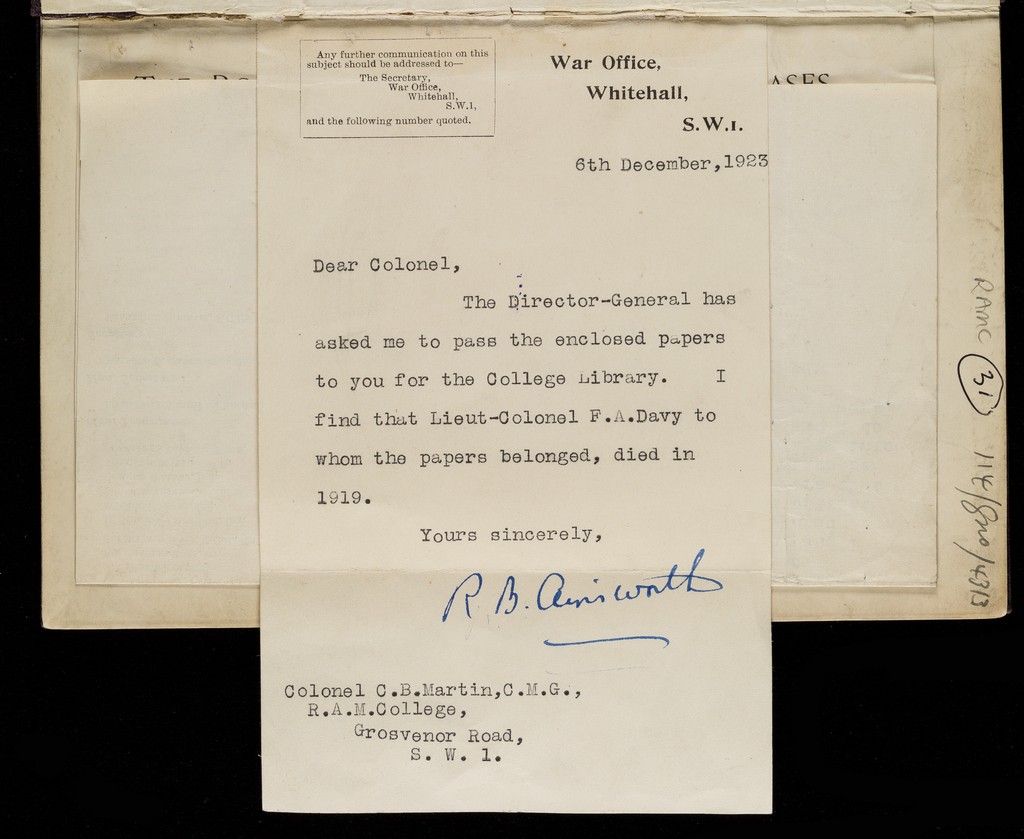 Any further communication on this
subject should be addressed to—
The Secretary,
War Office,
Whitehall,
S.W.1,
and the following number quoted.
War Office,
Whitehall,
S.W.1.
6th December,1923
Dear Colonel,
The Director-General has
asked me to pass the enclosed papers
to you for the College Library. I
find that Lieut-Colonel F.A.Davy to
whom the papers belonged, died in
1919.
Yours sincerely,
R B. Ainsworth
Colonel C.B.Martin,C.M.G.,
R.A.M.College,
Grosvenor Road,
S. W. 1.
RAMC 31 114/8no/4313